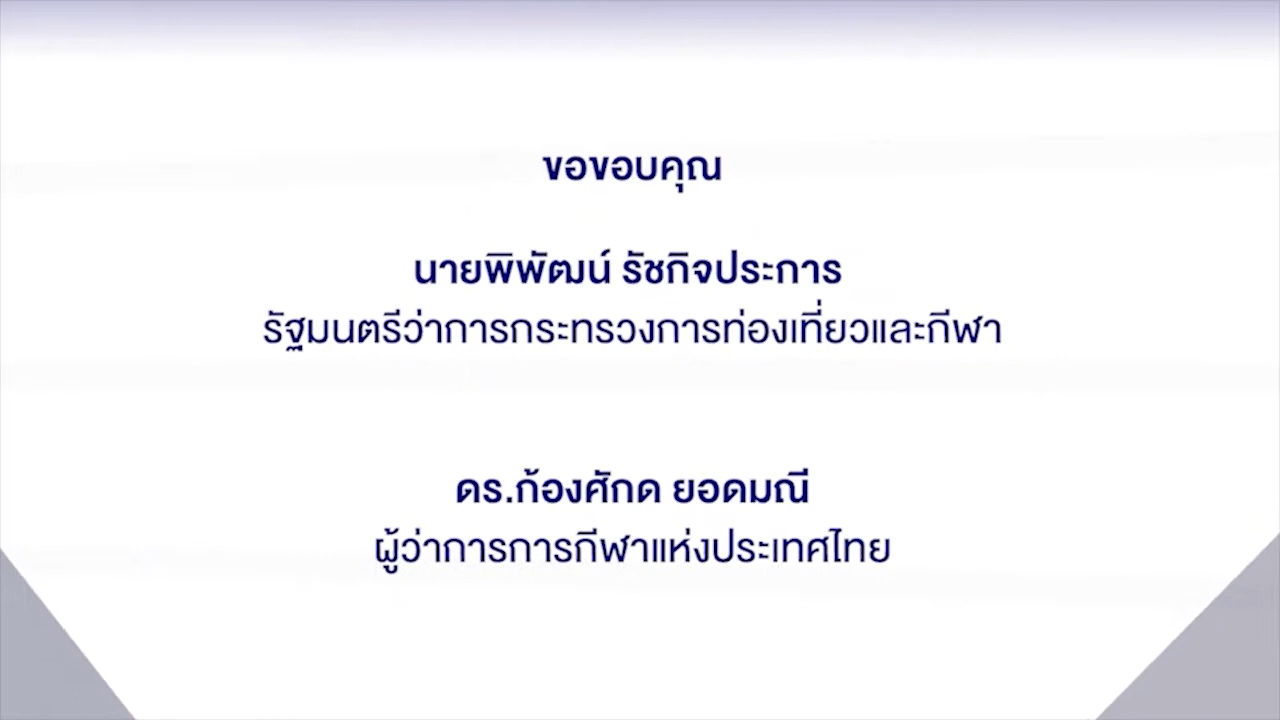 ขอขอบคุณ
นายพิพัฒน์ รัชกิจประการ
รัฐมนตรีว่าการกระทรวงการท่องเที่ยวและกีฬา
ดร.ก้องศักด ยอดมณี
ผู้ว่าการการกีฬาแห่งประเทศไทย